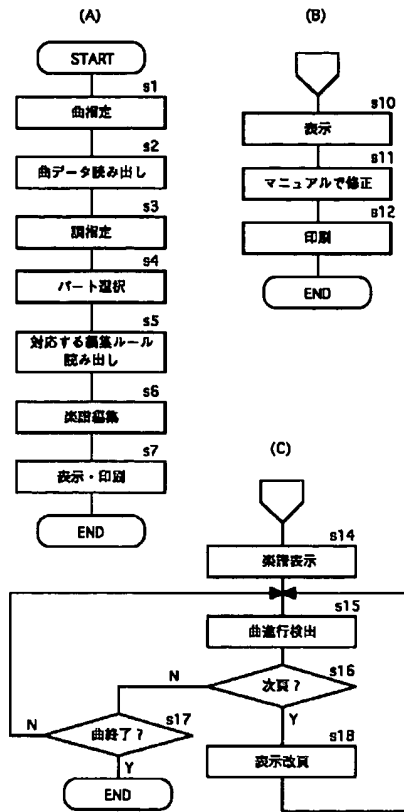 (A)
START
s1
曲指定
s2
曲データ読み出し
s3
調指定
s4
パート選択
s5
対応する編集ルール
読み出し
s6
楽譜編集
s7
表示・印刷
END
(B)
s10
表示
s11
マニュアルで修正
s12
印刷
END
(C)
s14
楽譜表示
s15
曲進行検出
s16
次頁?
N
Y
s17
曲終了?
N
Y
END
s18
表示改頁